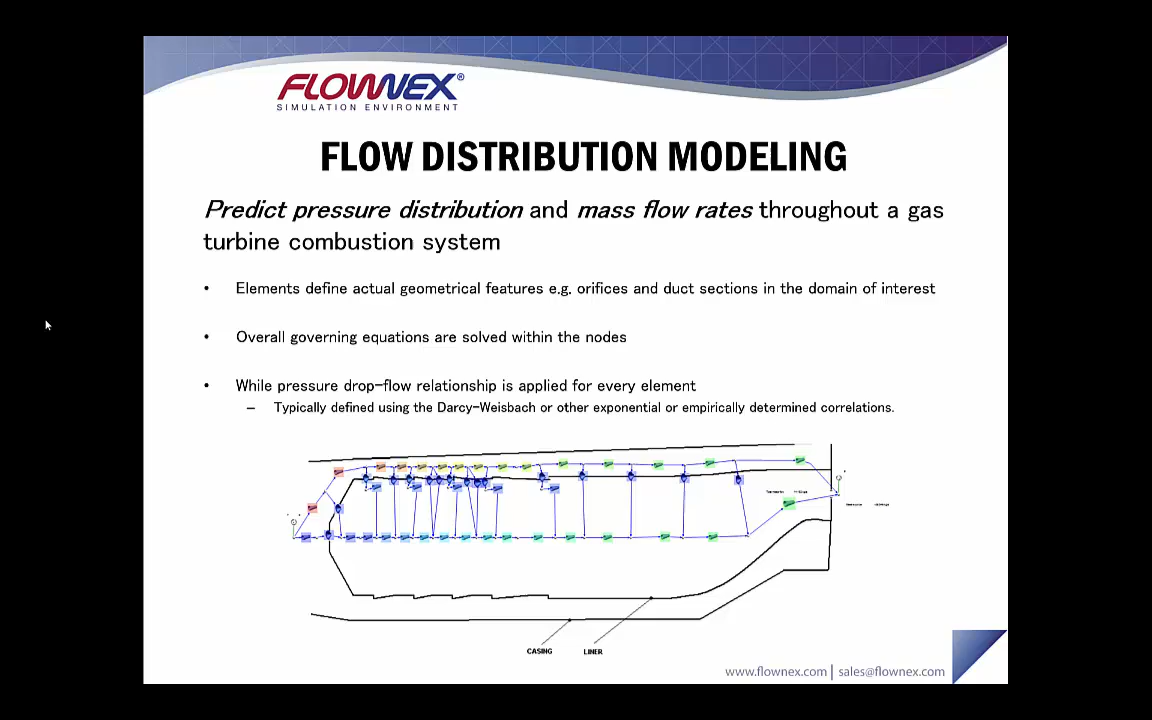 FLOWNEX®
SIMULATION ENVIRONMENT
FLOW DISTRIBUTION MODELING
Predict pressure distribution and mass flow rates throughout a gas
turbine combustion system
• Elements define actual geometrical features e.g. orifices and duct sections in the domain of interest
• Overall governing equations are solved within the nodes
• While pressure drop-flow relationship is applied for every element
– Typically defined using the Darcy-Weisbach or other exponential or empirically determined correlations.
CASING LINER
www.flownex.com | sales@flownex.com